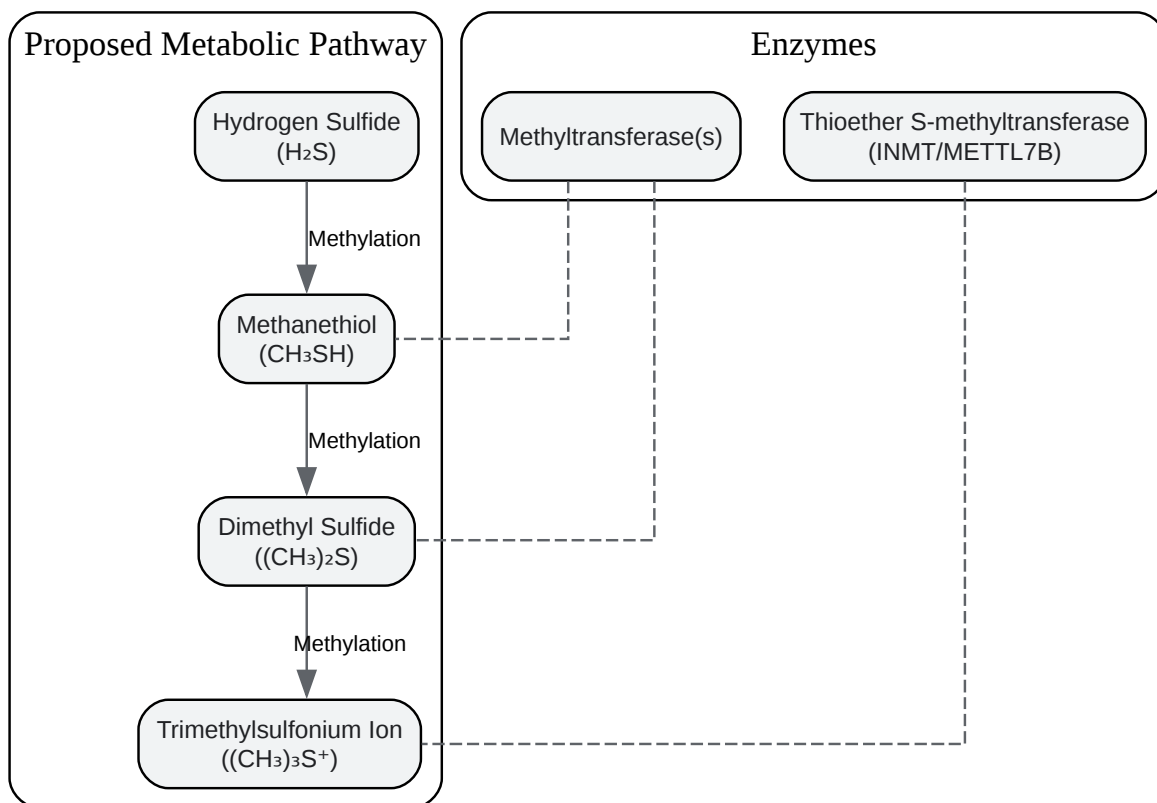 Proposed Metabolic Pathway
Hydrogen Sulfide
(H₂S)
Methylation
Methanethiol
(CH₃SH)
Methylation
Dimethyl Sulfide
((CH₃)₂S)
Methylation
Trimethylsulfonium Ion
((CH₃)₃S⁺)
Enzymes
Methyltransferase(s)
Thioether S-methyltransferase
(INMT/METTL7B)